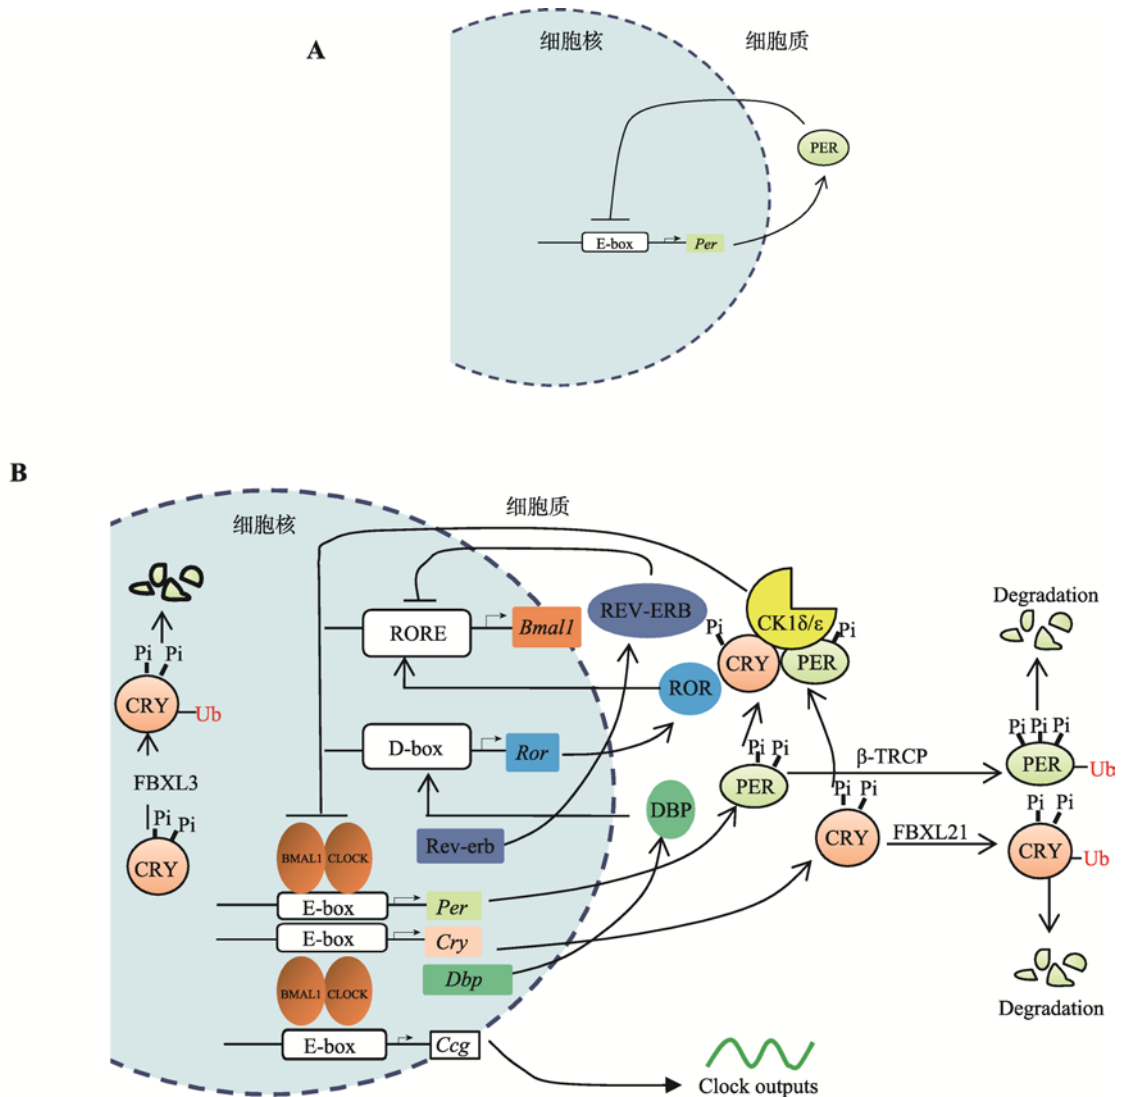 A
细胞核
细胞质
PER
E-box
Per
B
细胞质
细胞核
REV-ERB
CK1δ/ε
Degradation
Pi
Pi
RORE
Bmal1
CRY
PER
Pi Pi
ROR
CRY
Ub
D-box
Ror
Pi Pi
Pi Pi Pi
β-TRCP
PER
PER
Ub
FBXL3
DBP
Pi Pi
Pi Pi
Pi Pi
Rev-erb
CRY
FBXL21
CRY
Ub
BMAL1
CLOCK
CRY
E-box
Per
E-box
Cry
Dbp
BMAL1
CLOCK
Degradation
E-box
Ccg
Clock outputs